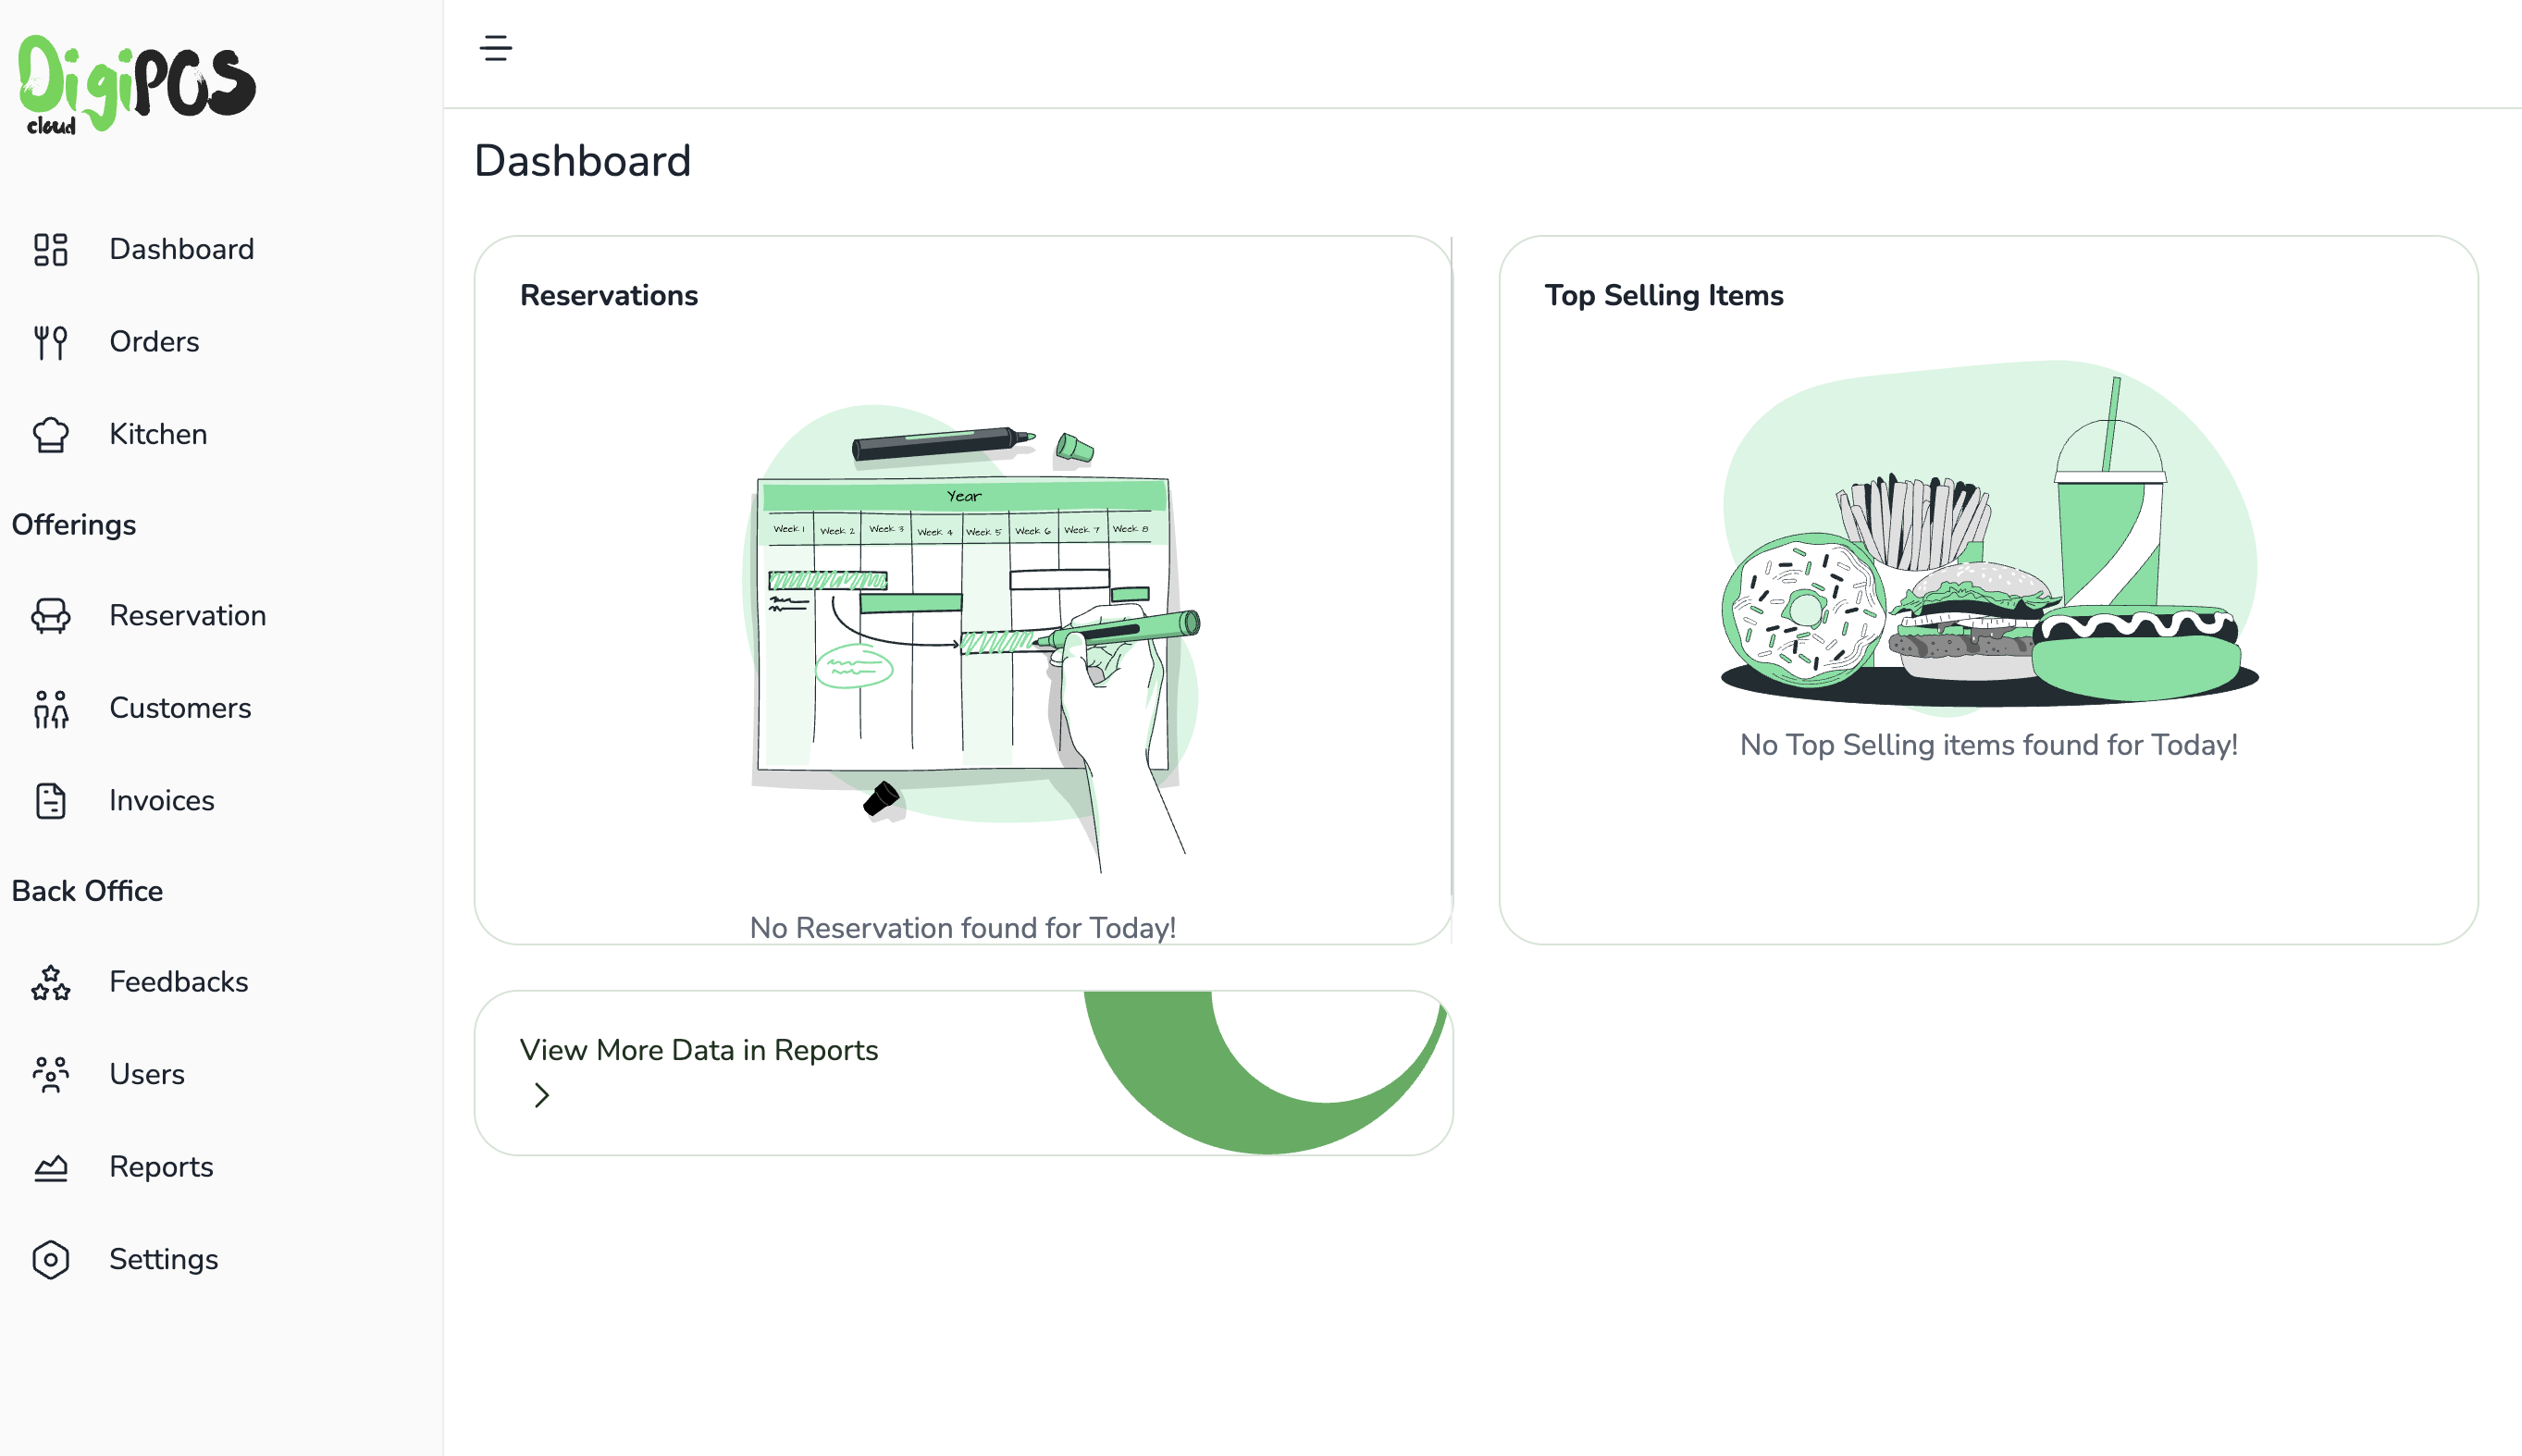 DigiPOS
cloud
Dashboard
Orders
Kitchen
Offerings
Reservation
Customers
Invoices
Back Office
Feedbacks
Users
Reports
Settings
Dashboard
Reservations
Year
Week 1 Week 2 Week 3 Week 4 Week 5 Week 6 Week 7 Week 8
No Reservation found for Today!
Top Selling Items
No Top Selling items found for Today!
View More Data in Reports